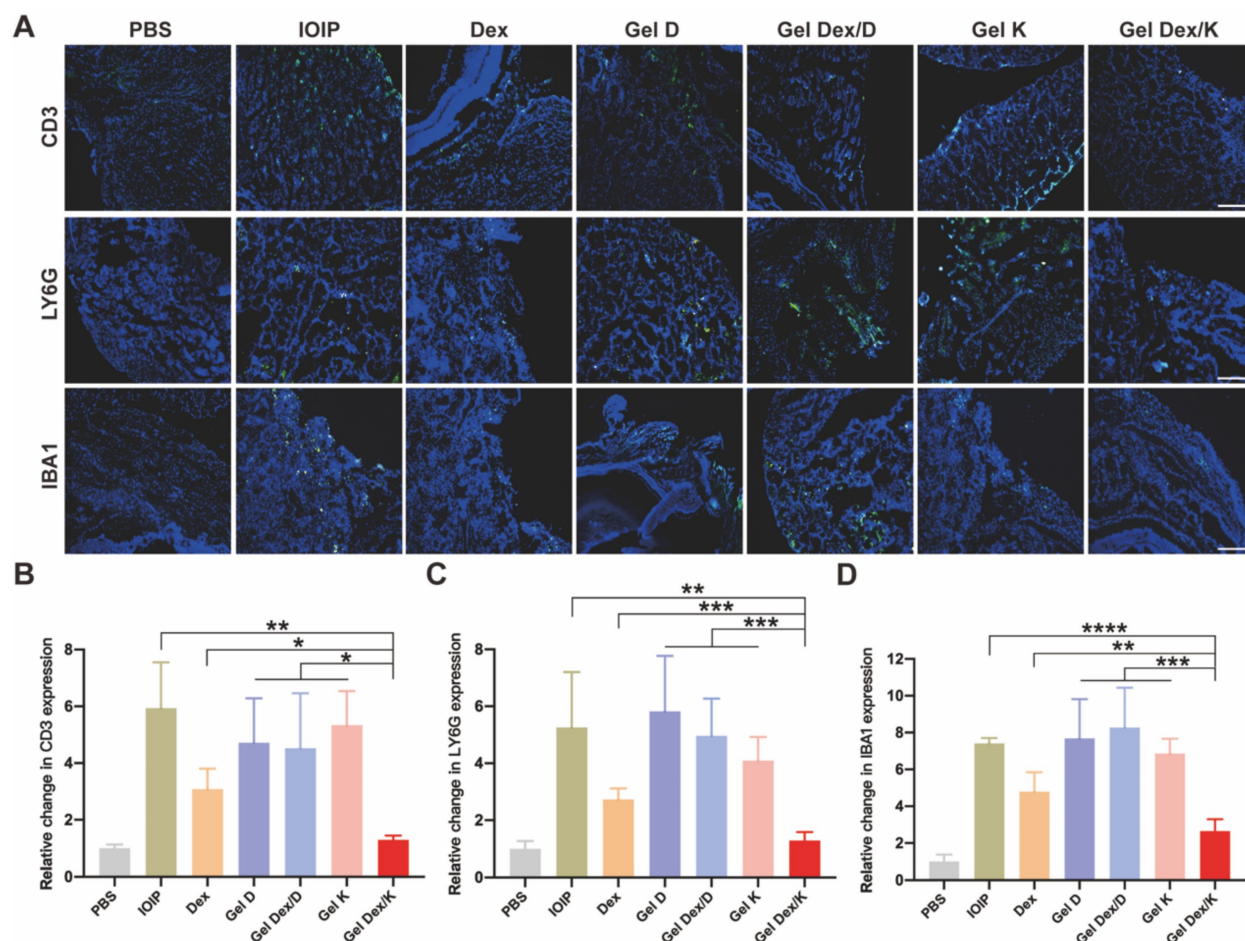 A
PBS IOIP Dex Gel D Gel Dex/D Gel K Gel Dex/K
CD3
LY6G
IBA1
B
Relative change in CD3 expression
8
6
4
2
0
**
*
*
PBS IOIP Dex Gel D Gel Dex/D Gel K Gel Dex/K
C
Relative change in LY6G expression
8
6
4
2
0
**
***
***
PBS IOIP Dex Gel D Gel Dex/D Gel K Gel Dex/K
D
Relative change in IBA1 expression
12
10
8
6
4
2
0
****
**
***
PBS IOIP Dex Gel D Gel Dex/D Gel K Gel Dex/K